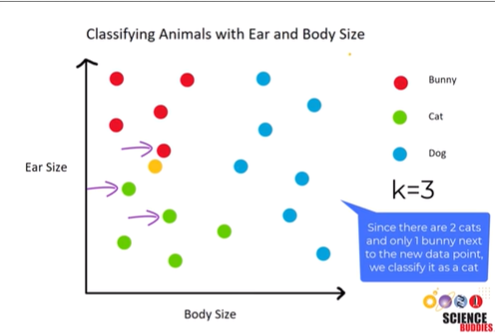 Classifying Animals with Ear and Body Size
Bunny
Cat
Dog
Ear Size
k=3
Since there are 2 cats
and only 1 bunny next
to the new data point,
we classify it as a cat
Body Size
SCIENCE
BUDDIES